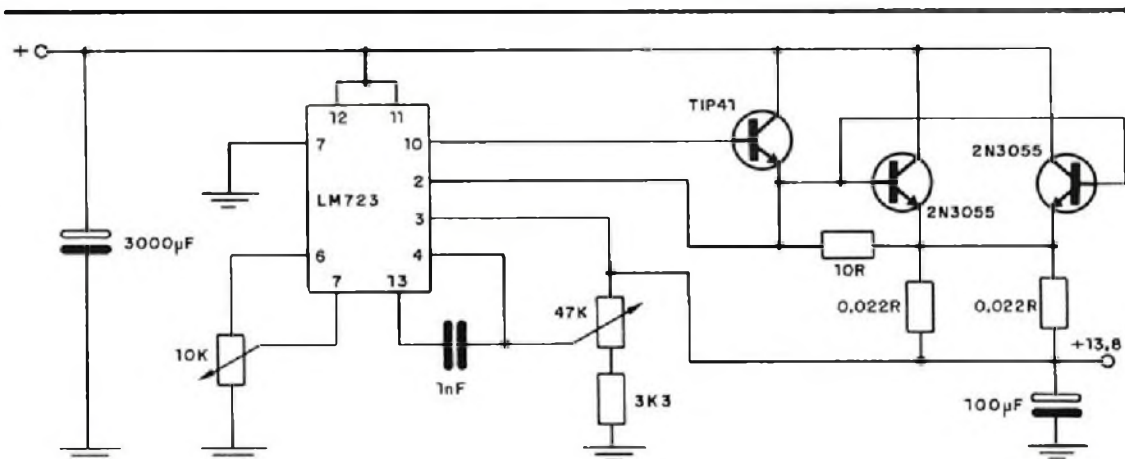 +
TIP41
12
11
7
10
2N3055
2
LM723
3
2N3055
3000µF
6
4
10R
7
13
47K
0.022R
0.022R
10K
+13,8
1nF
3K3
100µF